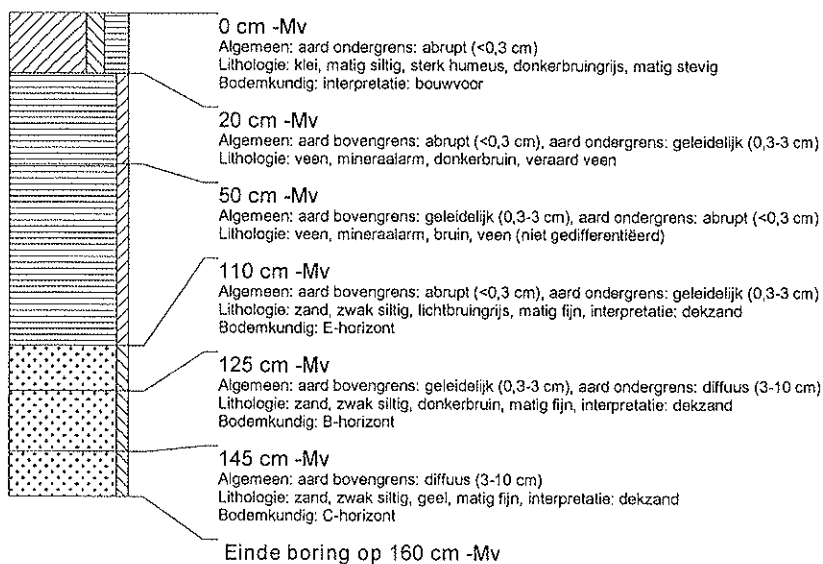 0 cm -Mv
Algemeen: aard ondergrens: abrupt (<0,3 cm)
Lithologie: klei, matig siltig, sterk humeus, donkerbruingrijs, matig stevig
Bodemkundig: interpretatie: bouwvoor
20 cm -Mv
Algemeen: aard bovengrens: abrupt (<0,3 cm), aard ondergrens: geleidelijk (0,3-3 cm)
Lithologie: veen, mineraalarm, donkerbruin, veraard veen
50 cm -Mv
Algemeen: aard bovengrens: geleidelijk (0,3-3 cm), aard ondergrens: abrupt (<0,3 cm)
Lithologie: veen, mineraalarm, bruin, veen (niet gedifferentiëerd)
110 cm -Mv
Algemeen: aard bovengrens: abrupt (<0,3 cm), aard ondergrens: geleidelijk (0,3-3 cm)
Lithologie: zand, zwak siltig, lichtbruingrijs, matig fijn, interpretatie: dekzand
Bodemkundig: E-horizont
125 cm -Mv
Algemeen: aard bovengrens: geleidelijk (0,3-3 cm), aard ondergrens: diffuus (3-10 cm)
Lithologie: zand, zwak siltig, donkerbruin, matig fijn, interpretatie: dekzand
Bodemkundig: B-horizont
145 cm -Mv
Algemeen: aard bovengrens: diffuus (3-10 cm)
Lithologie: zand, zwak siltig, geel, matig fijn, interpretatie: dekzand
Bodemkundig: C-horizont
Einde boring op 160 cm -Mv